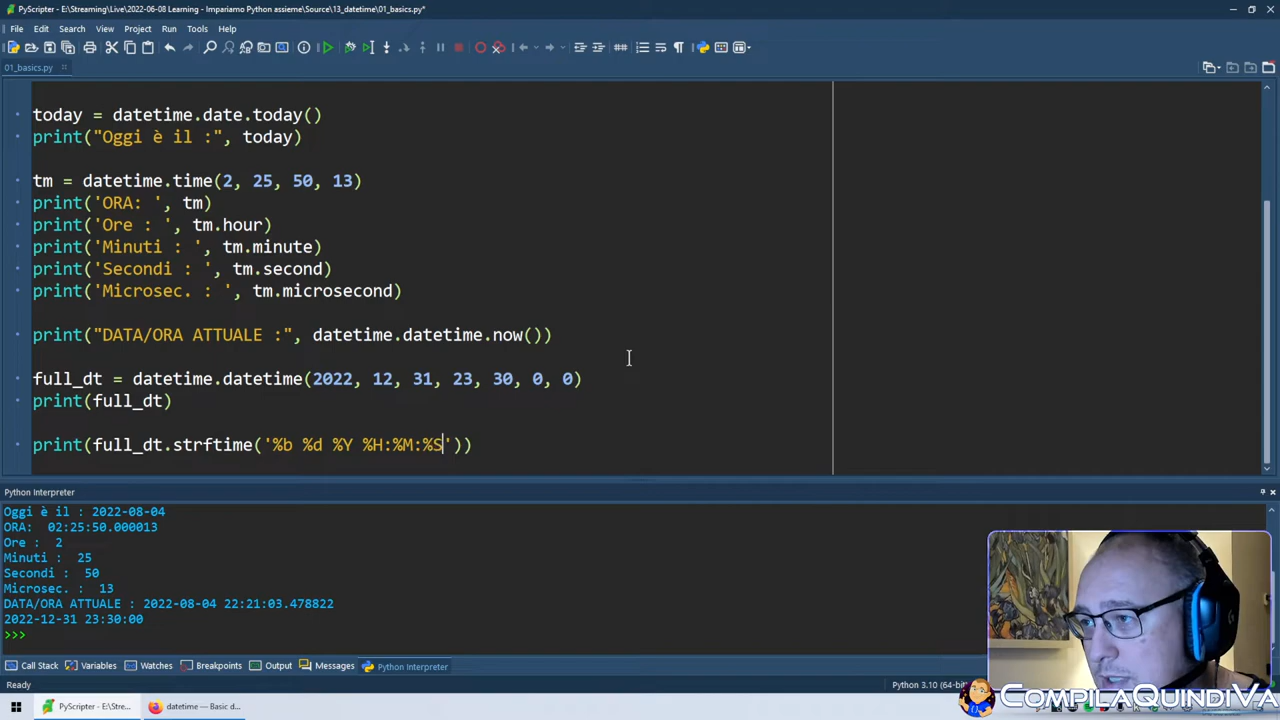 PyScripter - E:\Streaming\Live\2022-06-08 Learning - Impariamo Python assieme\Source\13_datetime\01_basics.py*
File Edit Search View Project Run Tools Help
01_basics.py
today = datetime.date.today()
print("Oggi è il :", today)
tm = datetime.time(2, 25, 50, 13)
print('ORA: ', tm)
print('Ore : ', tm.hour)
print('Minuti : ', tm.minute)
print('Secondi : ', tm.second)
print('Microsec. : ', tm.microsecond)
print("DATA/ORA ATTUALE :", datetime.datetime.now())
full_dt = datetime.datetime(2022, 12, 31, 23, 30, 0, 0)
print(full_dt)
print(full_dt.strftime('%b %d %Y %H:%M:%S'))
Python Interpreter
Oggi è il : 2022-08-04
ORA:  02:25:50.000013
Ore :  2
Minuti :  25
Secondi :  50
Microsec. :  13
DATA/ORA ATTUALE : 2022-08-04 22:21:03.478822
2022-12-31 23:30:00
>>>
Call Stack Variables Watches Breakpoints Output Messages Python Interpreter
Ready Python 3.10 (64-bit)
PyScripter - E:\Stre... datetime — Basic d...
COMPILAQUINDIVA